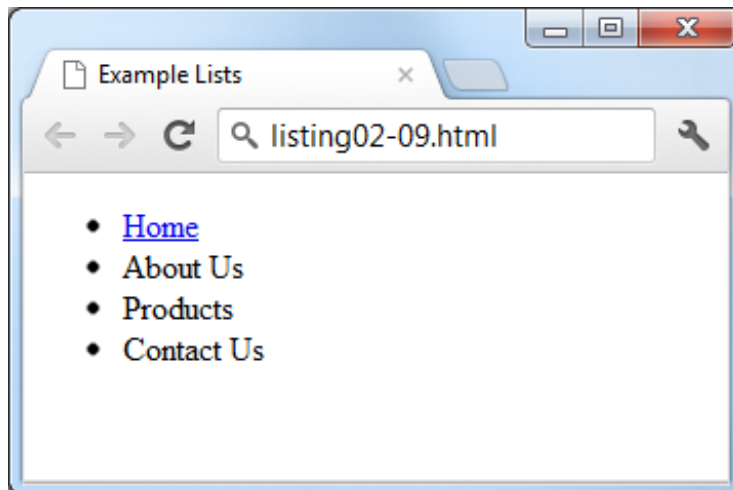 Example Lists
listing02-09.html
Home
About Us
Products
Contact Us